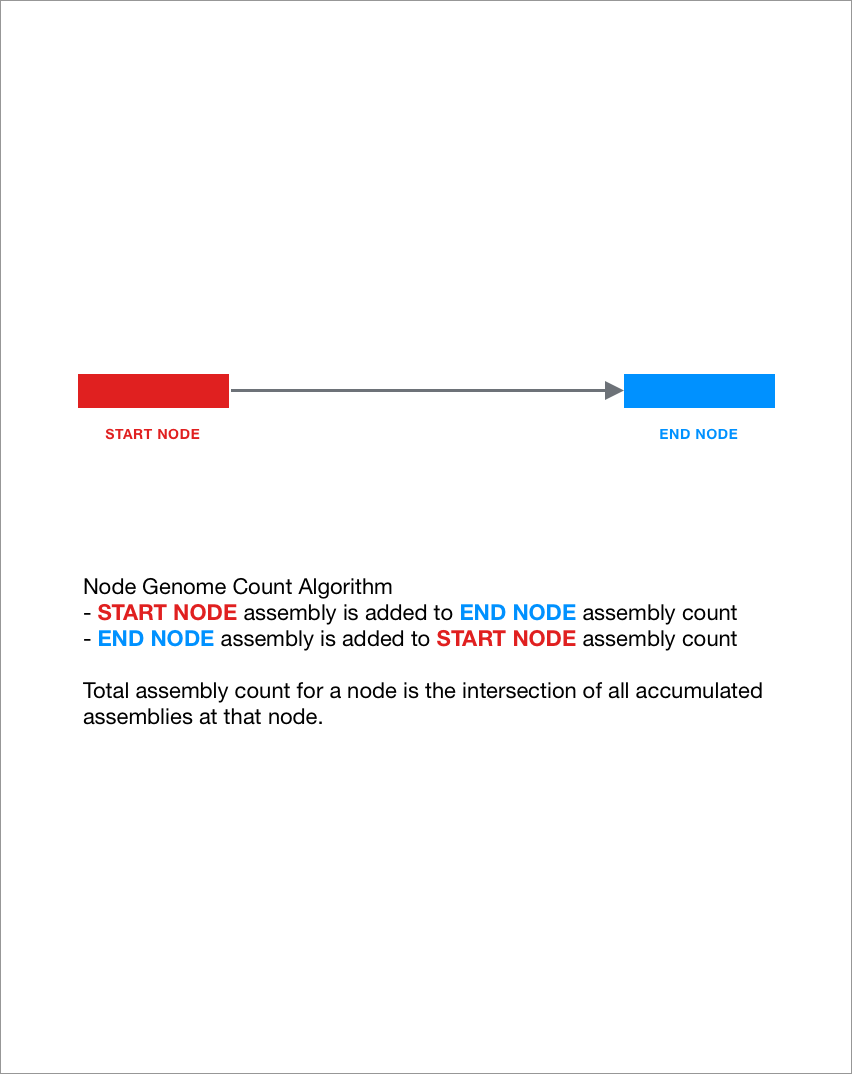 START NODE
END NODE
Node Genome Count Algorithm
- START NODE assembly is added to END NODE assembly count
- END NODE assembly is added to START NODE assembly count
Total assembly count for a node is the intersection of all accumulated
assemblies at that node.